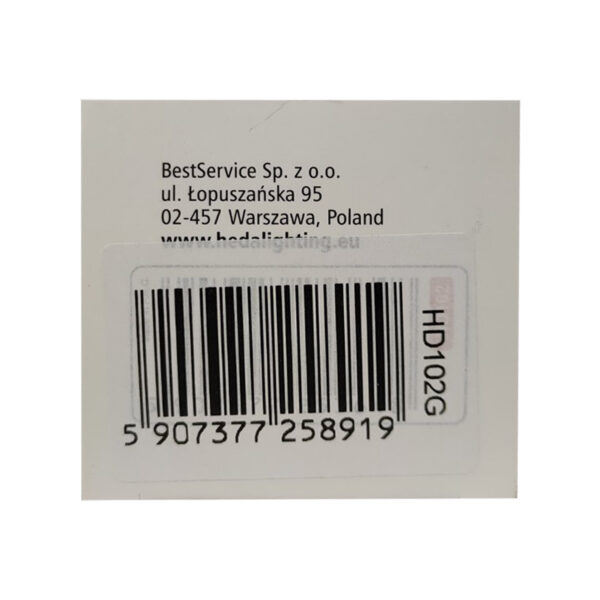 BestService Sp. z o.o.
ul. Łopuszańska 95
02-457 Warszawa, Poland
www.hedalighting.eu
HD102G
5 907377 258919